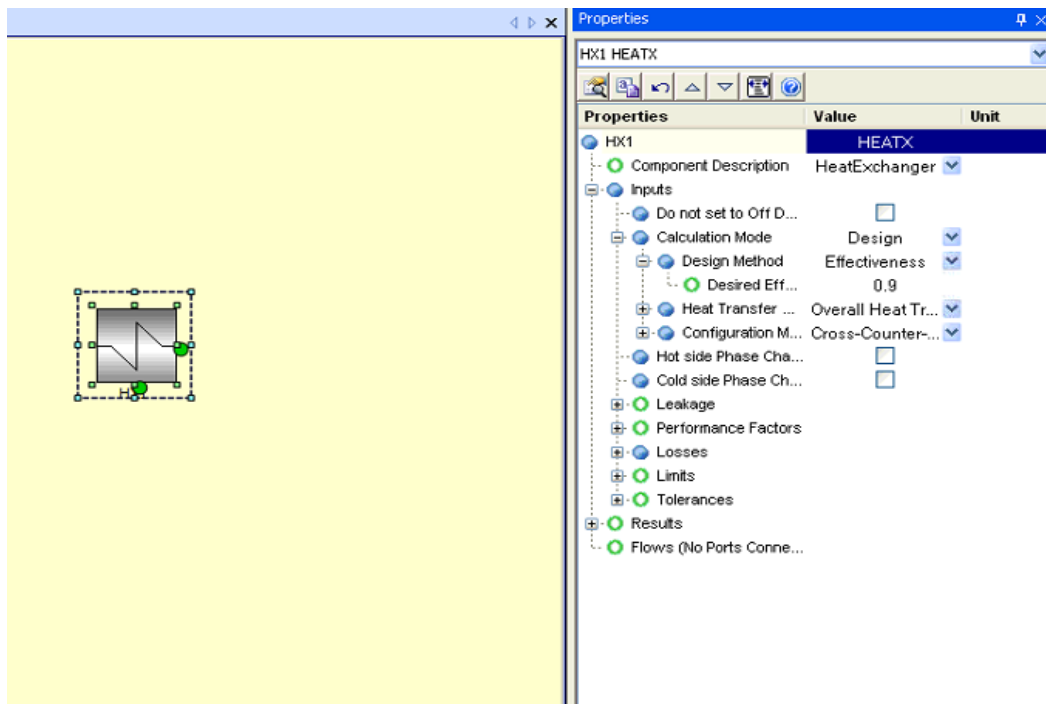 Properties
HX1 HEATX
Properties Value Unit
HX1 HEATX
Component Description HeatExchanger
Inputs
Do not set to Off D...
Calculation Mode Design
Design Method Effectiveness
Desired Eff... 0.9
Heat Transfer ... Overall Heat Tr...
Configuration M... Cross-Counter-...
Hot side Phase Cha...
Cold side Phase Ch...
Leakage
Performance Factors
Losses
Limits
Tolerances
Results
Flows (No Ports Conne...